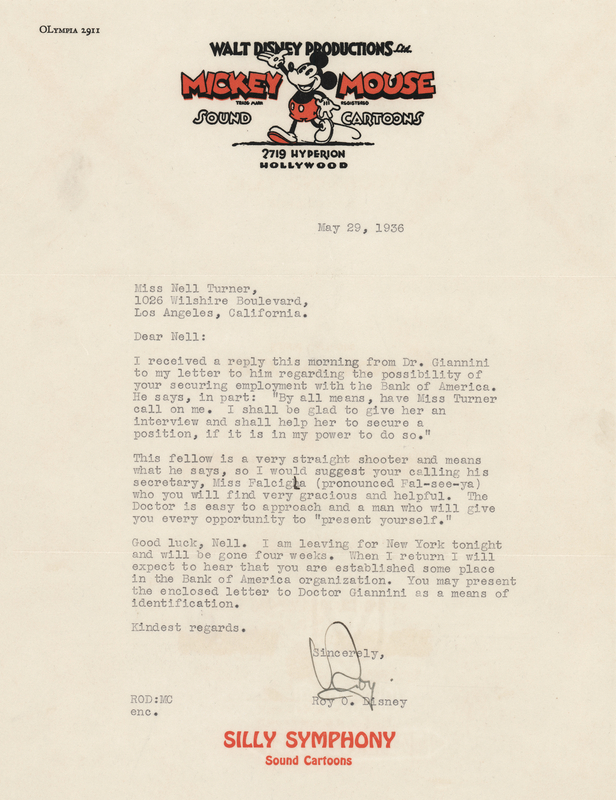 OLympia 2911
WALT DISNEY PRODUCTIONS Ltd.
MICKEY MOUSE
TRADE MARK REGISTERED
SOUND CARTOONS
2719 HYPERION
HOLLYWOOD
May 29, 1936
Miss Nell Turner,
1026 Wilshire Boulevard,
Los Angeles, California.
Dear Nell:
I received a reply this morning from Dr. Giannini
to my letter to him regarding the possibility of
your securing employment with the Bank of America.
He says, in part: "By all means, have Miss Turner
call on me. I shall be glad to give her an
interview and shall help her to secure a
position, if it is in my power to do so."
This fellow is a very straight shooter and means
what he says, so I would suggest your calling his
secretary, Miss (pronounced Fal-see-ya)
who you will find very gracious and helpful. The
Doctor is easy to approach and a man who will give
you every opportunity to "present yourself."
Good luck, Nell. I am leaving for New York tonight
and will be gone four weeks. When I return I will
expect to hear that you are established some place
in the Bank of America organization. You may present
the enclosed letter to Doctor Giannini as a means of
identification.
Kindest regards.
Sincerely,
Roy
Roy O. Disney
ROD:MC
enc.
SILLY SYMPHONY
Sound Cartoons